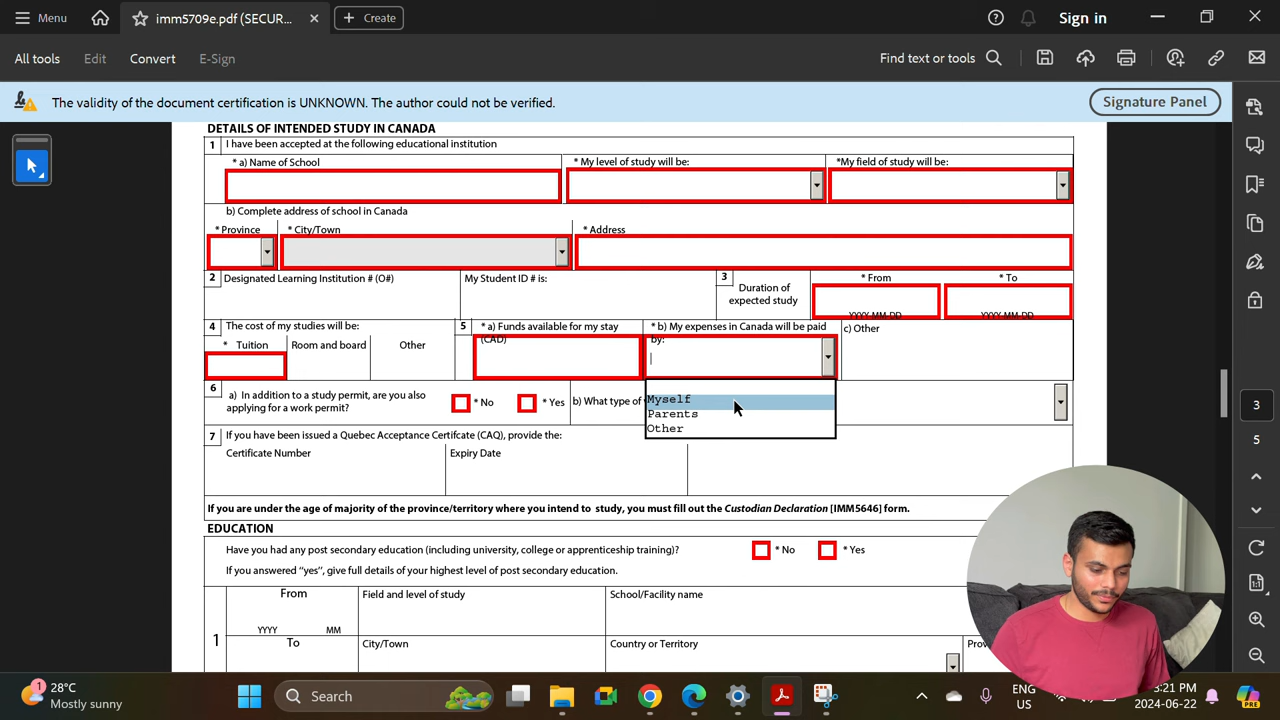 Menu
imm5709e.pdf (SECUR...
Create
Sign in
All tools
Edit
Convert
E-Sign
Find text or tools
The validity of the document certification is UNKNOWN. The author could not be verified.
Signature Panel
DETAILS OF INTENDED STUDY IN CANADA
1 I have been accepted at the following educational institution
* a) Name of School
* My level of study will be:
*My field of study will be:
b) Complete address of school in Canada
* Province
* City/Town
* Address
2 Designated Learning Institution # (O#)
My Student ID # is:
3 Duration of
expected study
* From
* To
YYYY-MM-DD
YYYY-MM-DD
4 The cost of my studies will be:
* Tuition
Room and board
Other
5 * a) Funds available for my stay
(CAD)
* b) My expenses in Canada will be paid
by:
c) Other
Myself
Parents
Other
6 a) In addition to a study permit, are you also
applying for a work permit?
* No
* Yes
b) What type of
7 If you have been issued a Quebec Acceptance Certifcate (CAQ), provide the:
Certificate Number
Expiry Date
If you are under the age of majority of the province/territory where you intend to study, you must fill out the Custodian Declaration [IMM5646] form.
EDUCATION
Have you had any post secondary education (including university, college or apprenticeship training)?
* No
* Yes
If you answered "yes", give full details of your highest level of post secondary education.
1
From
YYYY
MM
To
Field and level of study
School/Facility name
City/Town
Country or Territory
3
5
1
28°C
Mostly sunny
Search
ENG
US
3:21 PM
2024-06-22
PRE